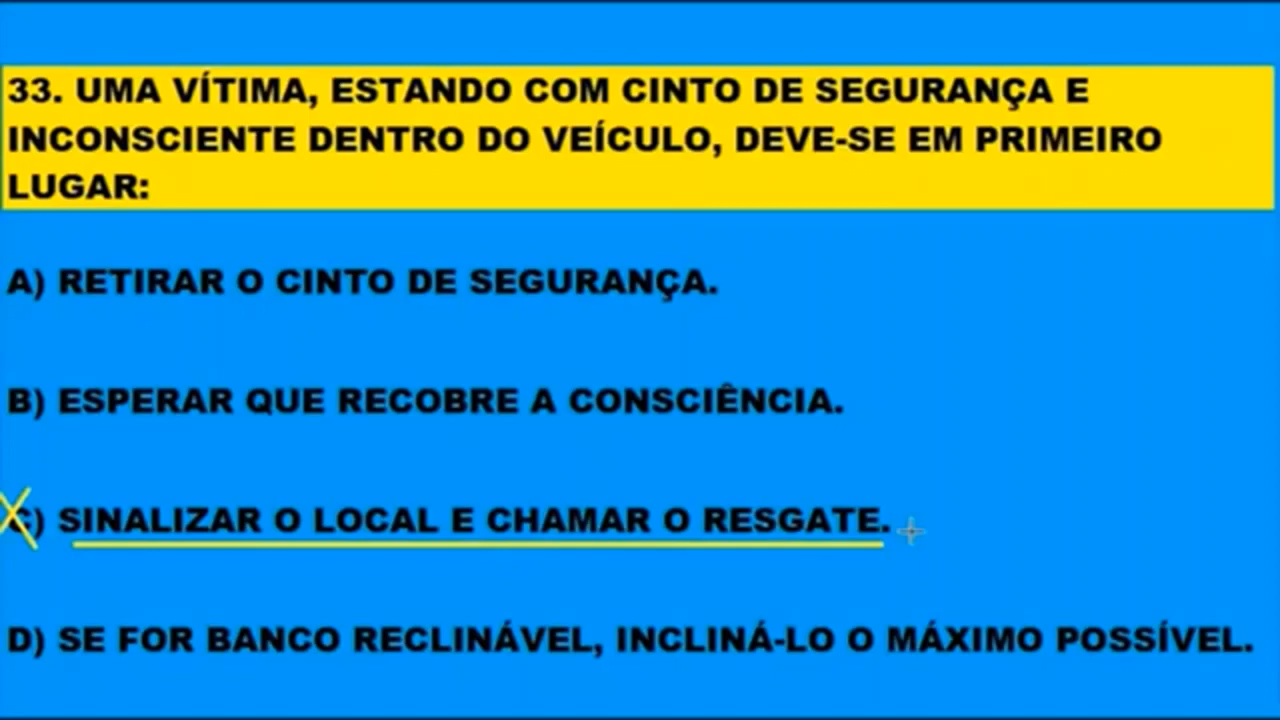 33. UMA VÍTIMA, ESTANDO COM CINTO DE SEGURANÇA E
INCONSCIENTE DENTRO DO VEÍCULO, DEVE-SE EM PRIMEIRO
LUGAR:
A) RETIRAR O CINTO DE SEGURANÇA.
B) ESPERAR QUE RECOBRE A CONSCIÊNCIA.
C) SINALIZAR O LOCAL E CHAMAR O RESGATE.
D) SE FOR BANCO RECLINÁVEL, INCLINÁ-LO O MÁXIMO POSSÍVEL.